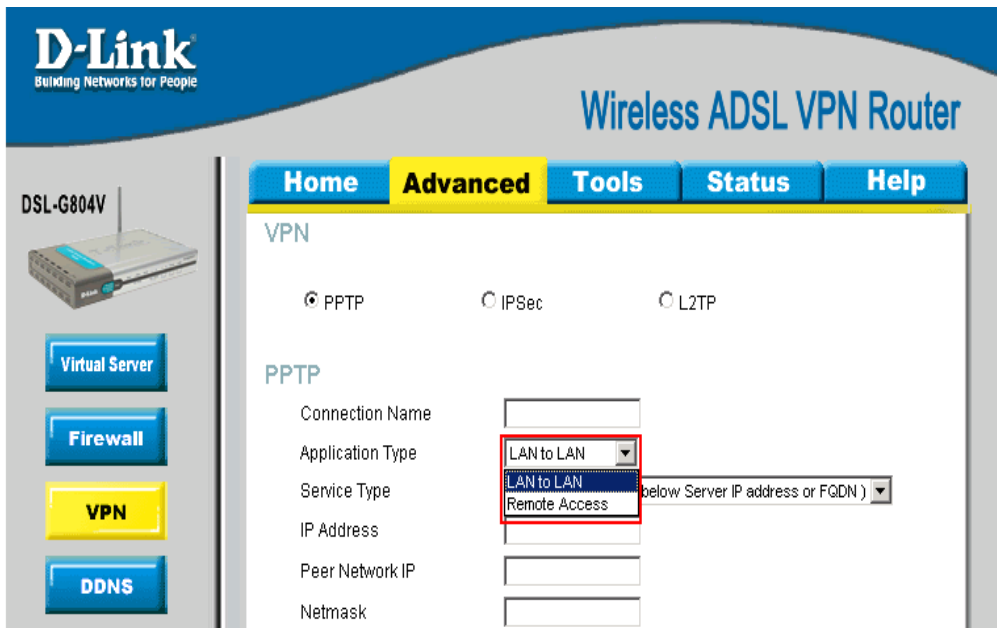 D-Link
Building Networks for People
Wireless ADSL VPN Router
DSL-G804V
Home
Advanced
Tools
Status
Help
Virtual Server
Firewall
VPN
DDNS
VPN
PPTP
IPSec
L2TP
PPTP
Connection Name
Application Type
LAN to LAN
LAN to LAN
Remote Access
Service Type
below Server IP address or FQDN )
IP Address
Peer Network IP
Netmask